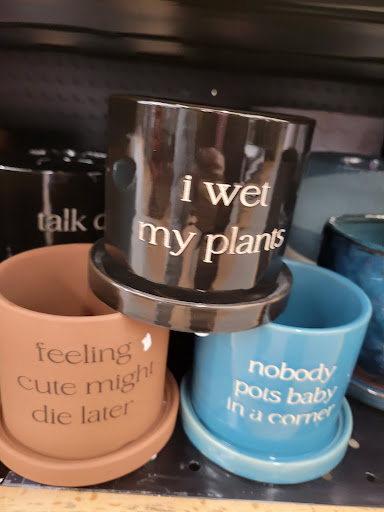 i wet
my plants
talk
feeling
cute might
die later
nobody
pots baby
in a corner